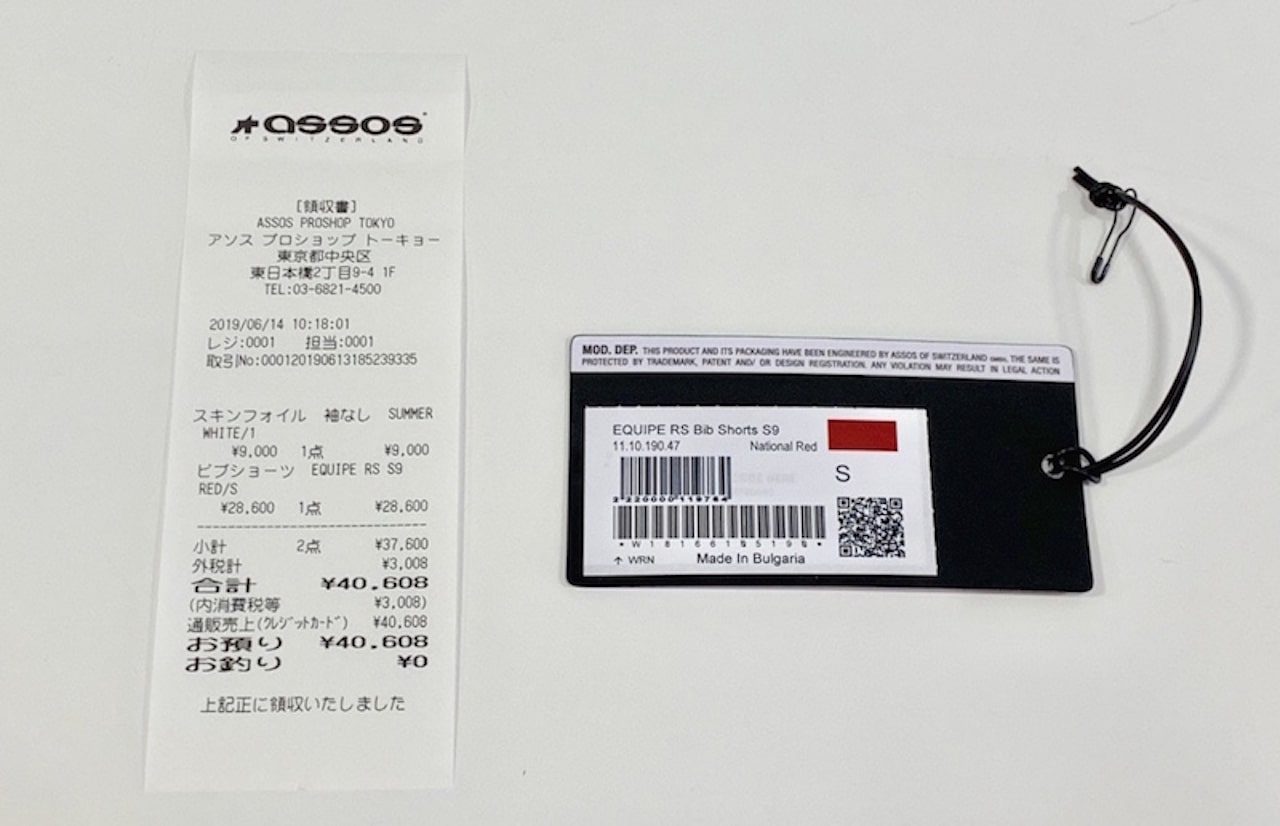 assos
OF SWITZERLAND
[領収書]
ASSOS PROSHOP TOKYO
アソス プロショップ トーキョー
東京都中央区
東日本橋2丁目9-4 1F
TEL:03-6821-4500
2019/06/14 10:18:01
レジ:0001 担当:0001
取引No:000120190613185239335
スキンフォイル 袖なし SUMMER
WHITE/1
¥9,000 1点 ¥9,000
ビブショーツ EQUIPE RS S9
RED/S
¥28,600 1点 ¥28,600
小計 2点 ¥37,600
外税計 ¥3,008
合計 ¥40,608
(内消費税等 ¥3,008)
通販売上(クレジットカード) ¥40,608
お預り ¥40,608
お釣り ¥0
上記正に領収いたしました
MOD. DEP. THIS PRODUCT AND ITS PACKAGING HAVE BEEN ENGINEERED BY ASSOS OF SWITZERLAND GMBH. THE SAME IS
PROTECTED BY TRADEMARK, PATENT AND/ OR DESIGN REGISTRATION. ANY VIOLATION MAY RESULT IN LEGAL ACTION
EQUIPE RS Bib Shorts S9
11.10.190.47 National Red
S
2220000119764
*W181661051990*
↑ WRN Made In Bulgaria